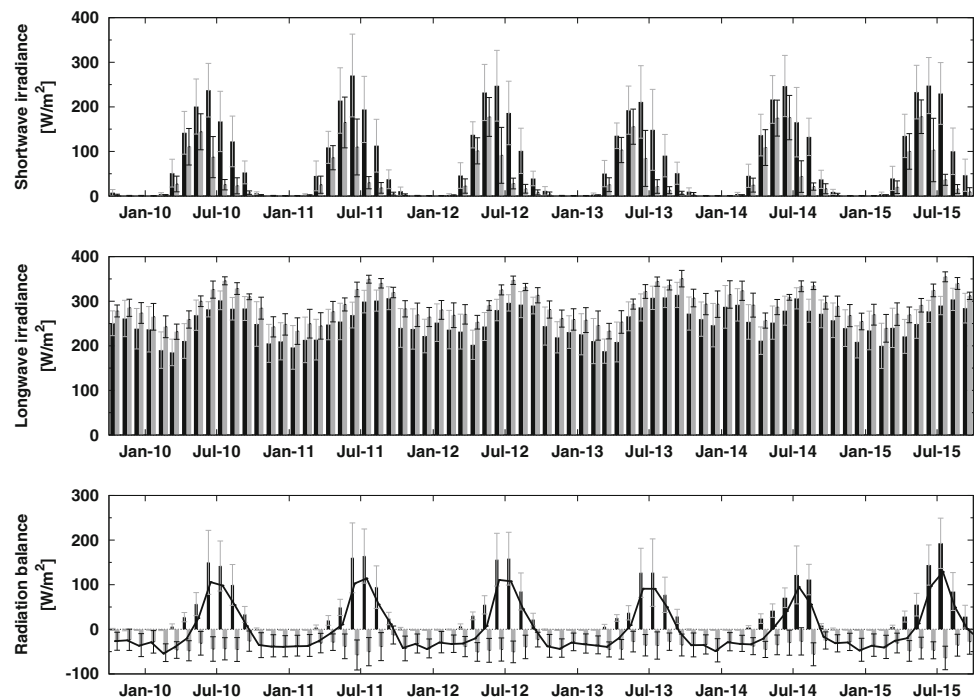 Shortwave irradiance
[W/m²]
400
300
200
100
0
Jan-10 Jul-10 Jan-11 Jul-11 Jan-12 Jul-12 Jan-13 Jul-13 Jan-14 Jul-14 Jan-15 Jul-15
Longwave irradiance
[W/m²]
400
300
200
100
0
Jan-10 Jul-10 Jan-11 Jul-11 Jan-12 Jul-12 Jan-13 Jul-13 Jan-14 Jul-14 Jan-15 Jul-15
Radiation balance
[W/m²]
300
200
100
0
-100
Jan-10 Jul-10 Jan-11 Jul-11 Jan-12 Jul-12 Jan-13 Jul-13 Jan-14 Jul-14 Jan-15 Jul-15